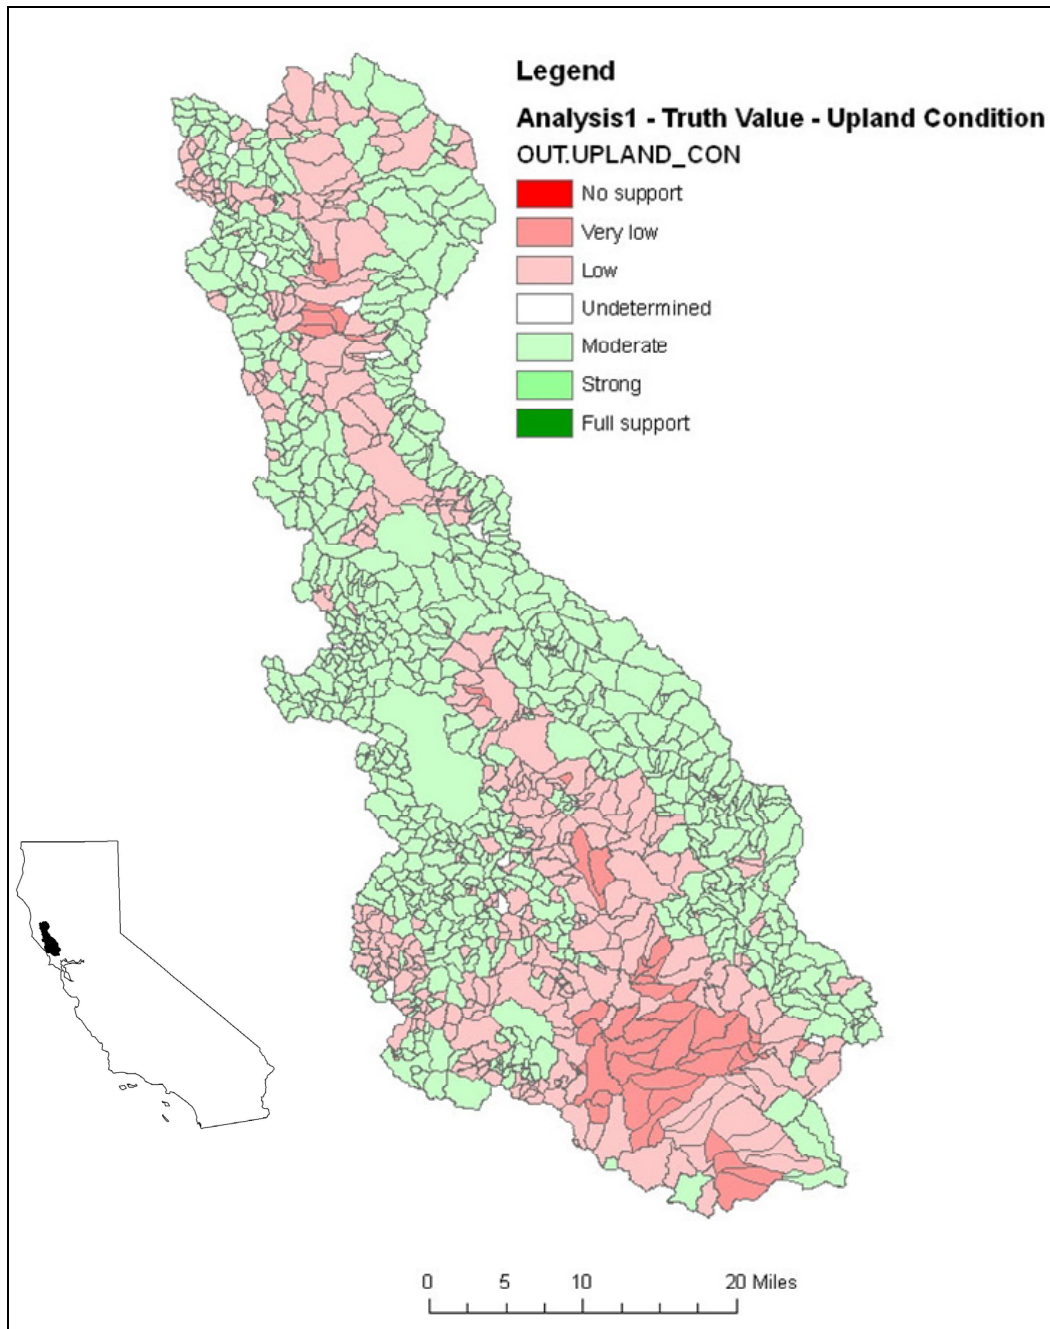 Legend
Analysis1 - Truth Value - Upland Condition
OUT.UPLAND_CON
No support
Very low
Low
Undetermined
Moderate
Strong
Full support
0 5 10 20 Miles